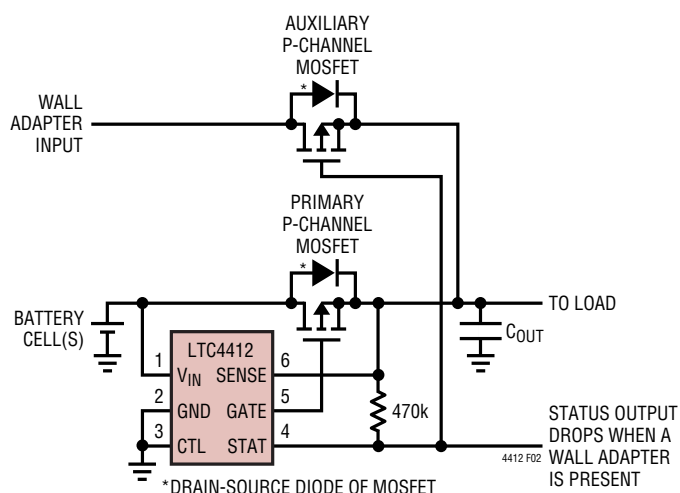 AUXILIARY
P-CHANNEL
MOSFET
*
WALL
ADAPTER
INPUT
PRIMARY
P-CHANNEL
MOSFET
*
TO LOAD
BATTERY
CELL(S)
COUT
LTC4412
1
VIN
SENSE
6
2
GND
GATE
5
3
CTL
STAT
4
470k
STATUS OUTPUT
DROPS WHEN A
WALL ADAPTER
IS PRESENT
4412 F02
*DRAIN-SOURCE DIODE OF MOSFET